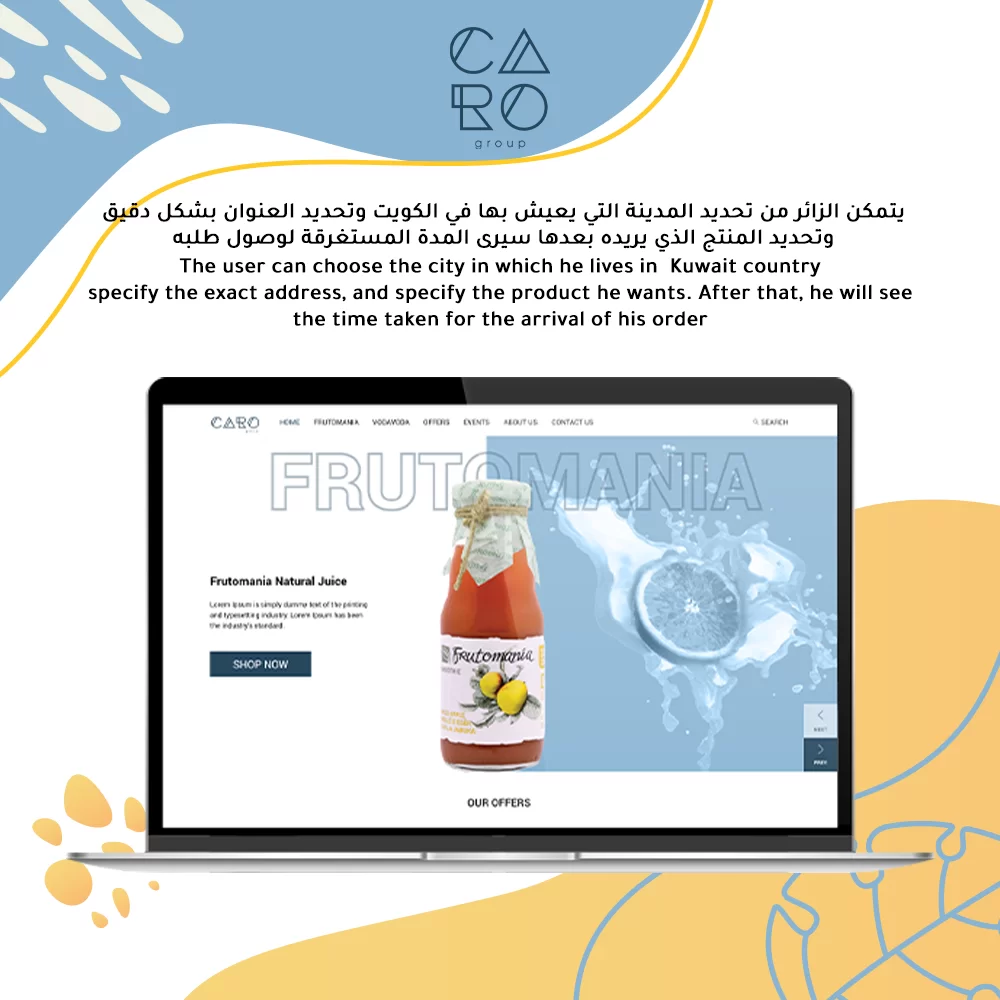 CA
RO
group
يتمكن الزائر من تحديد المدينة التي يعيش بها في الكويت وتحديد العنوان بشكل دقيق
وتحديد المنتج الذي يريده بعدها سيرى المدة المستغرقة لوصول طلبه
The user can choose the city in which he lives in Kuwait country
specify the exact address, and specify the product he wants. After that, he will see
the time taken for the arrival of his order
CARO HOME FRUTOMANIA VODAVODA OFFERS EVENTS ABOUT US CONTACT US SEARCH
FRUTOMANIA
Frutomania Natural Juice
Lorem Ipsum is simply dummy text of the printing
and typesetting industry. Lorem Ipsum has been
the industry's standard.
SHOP NOW
Frutomania
NEXT
PREV
OUR OFFERS